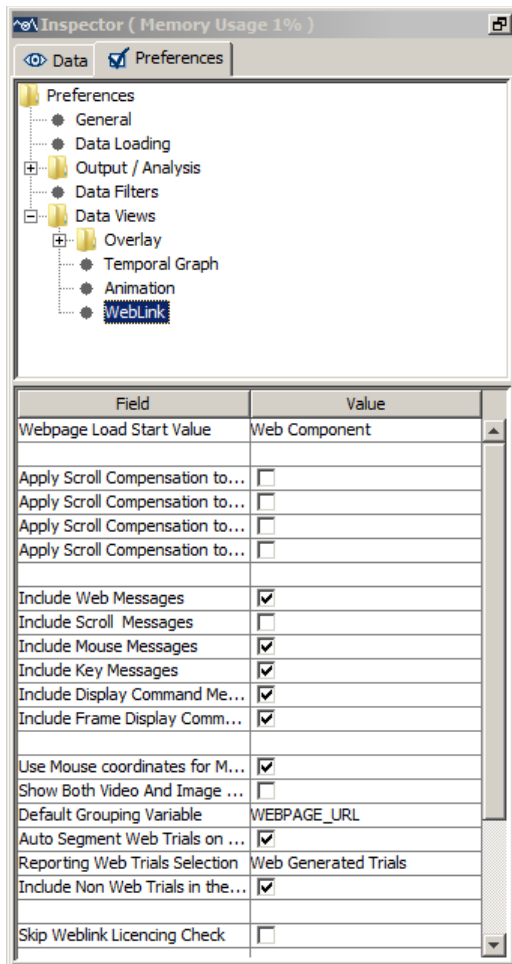 Inspector ( Memory Usage 1% )
Data Preferences
Preferences
General
Data Loading
Output / Analysis
Data Filters
Data Views
Overlay
Temporal Graph
Animation
WebLink
Field Value
Webpage Load Start Value Web Component
Apply Scroll Compensation to...
Apply Scroll Compensation to...
Apply Scroll Compensation to...
Apply Scroll Compensation to...
Include Web Messages
Include Scroll Messages
Include Mouse Messages
Include Key Messages
Include Display Command Me...
Include Frame Display Comm...
Use Mouse coordinates for M...
Show Both Video And Image ...
Default Grouping Variable WEBPAGE_URL
Auto Segment Web Trials on ...
Reporting Web Trials Selection Web Generated Trials
Include Non Web Trials in the...
Skip Weblink Licencing Check